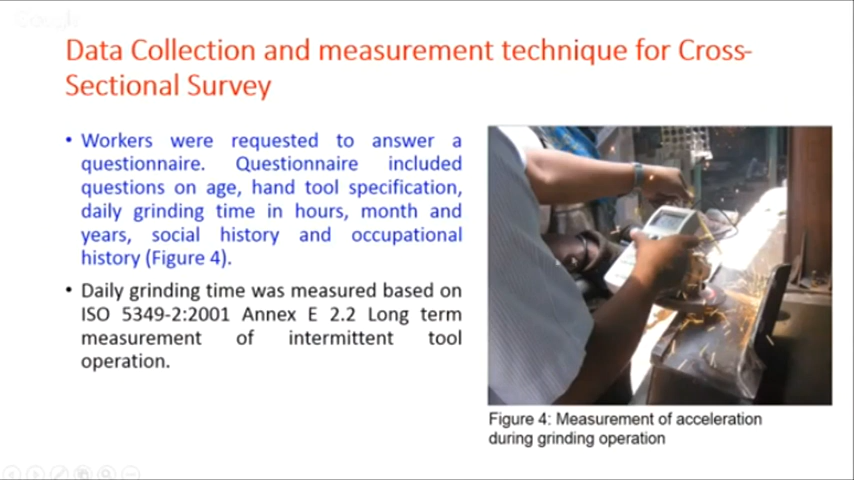 Data Collection and measurement technique for Cross-
Sectional Survey
• Workers were requested to answer a
questionnaire. Questionnaire included
questions on age, hand tool specification,
daily grinding time in hours, month and
years, social history and occupational
history (Figure 4).
• Daily grinding time was measured based on
ISO 5349-2:2001 Annex E 2.2 Long term
measurement of intermittent tool
operation.
Figure 4: Measurement of acceleration
during grinding operation